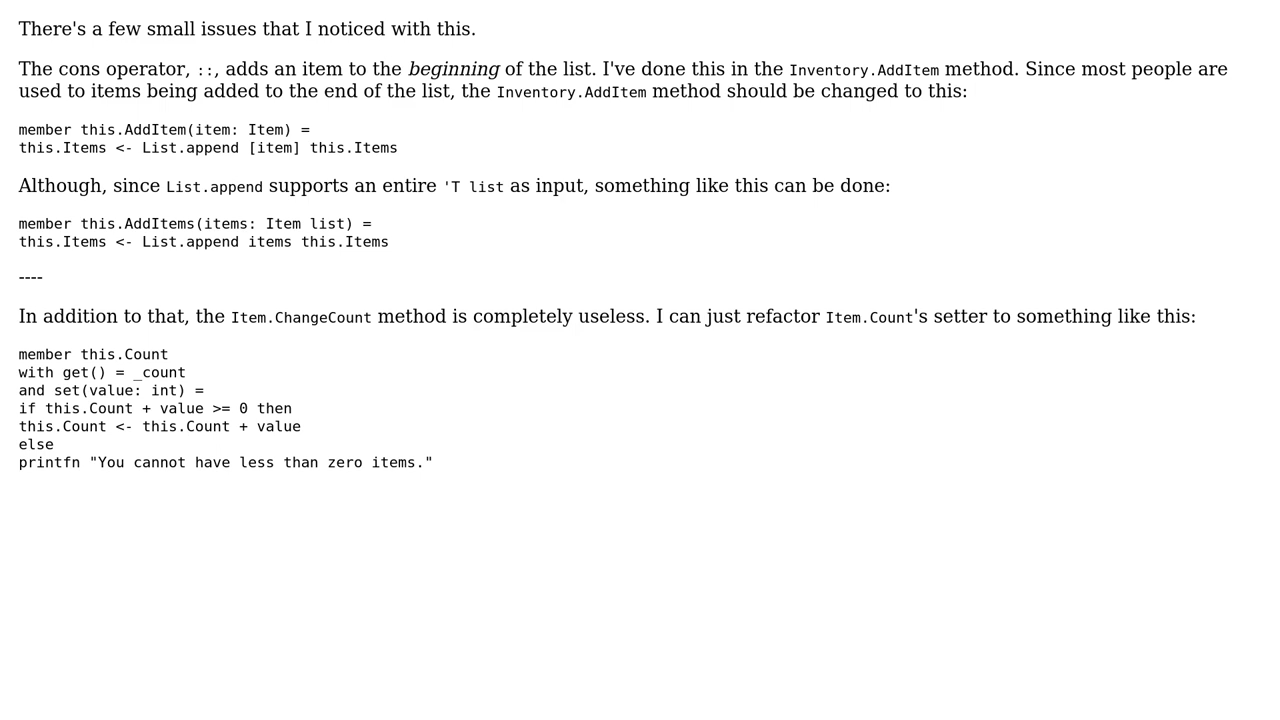 There's a few small issues that I noticed with this.
The cons operator, ::, adds an item to the beginning of the list. I've done this in the Inventory.AddItem method. Since most people are
used to items being added to the end of the list, the Inventory.AddItem method should be changed to this:
member this.AddItem(item: Item) =
this.Items <- List.append [item] this.Items
Although, since List.append supports an entire 'T list as input, something like this can be done:
member this.AddItems(items: Item list) =
this.Items <- List.append items this.Items
----
In addition to that, the Item.ChangeCount method is completely useless. I can just refactor Item.Count's setter to something like this:
member this.Count
with get() = _count
and set(value: int) =
if this.Count + value >= 0 then
this.Count <- this.Count + value
else
printfn "You cannot have less than zero items."